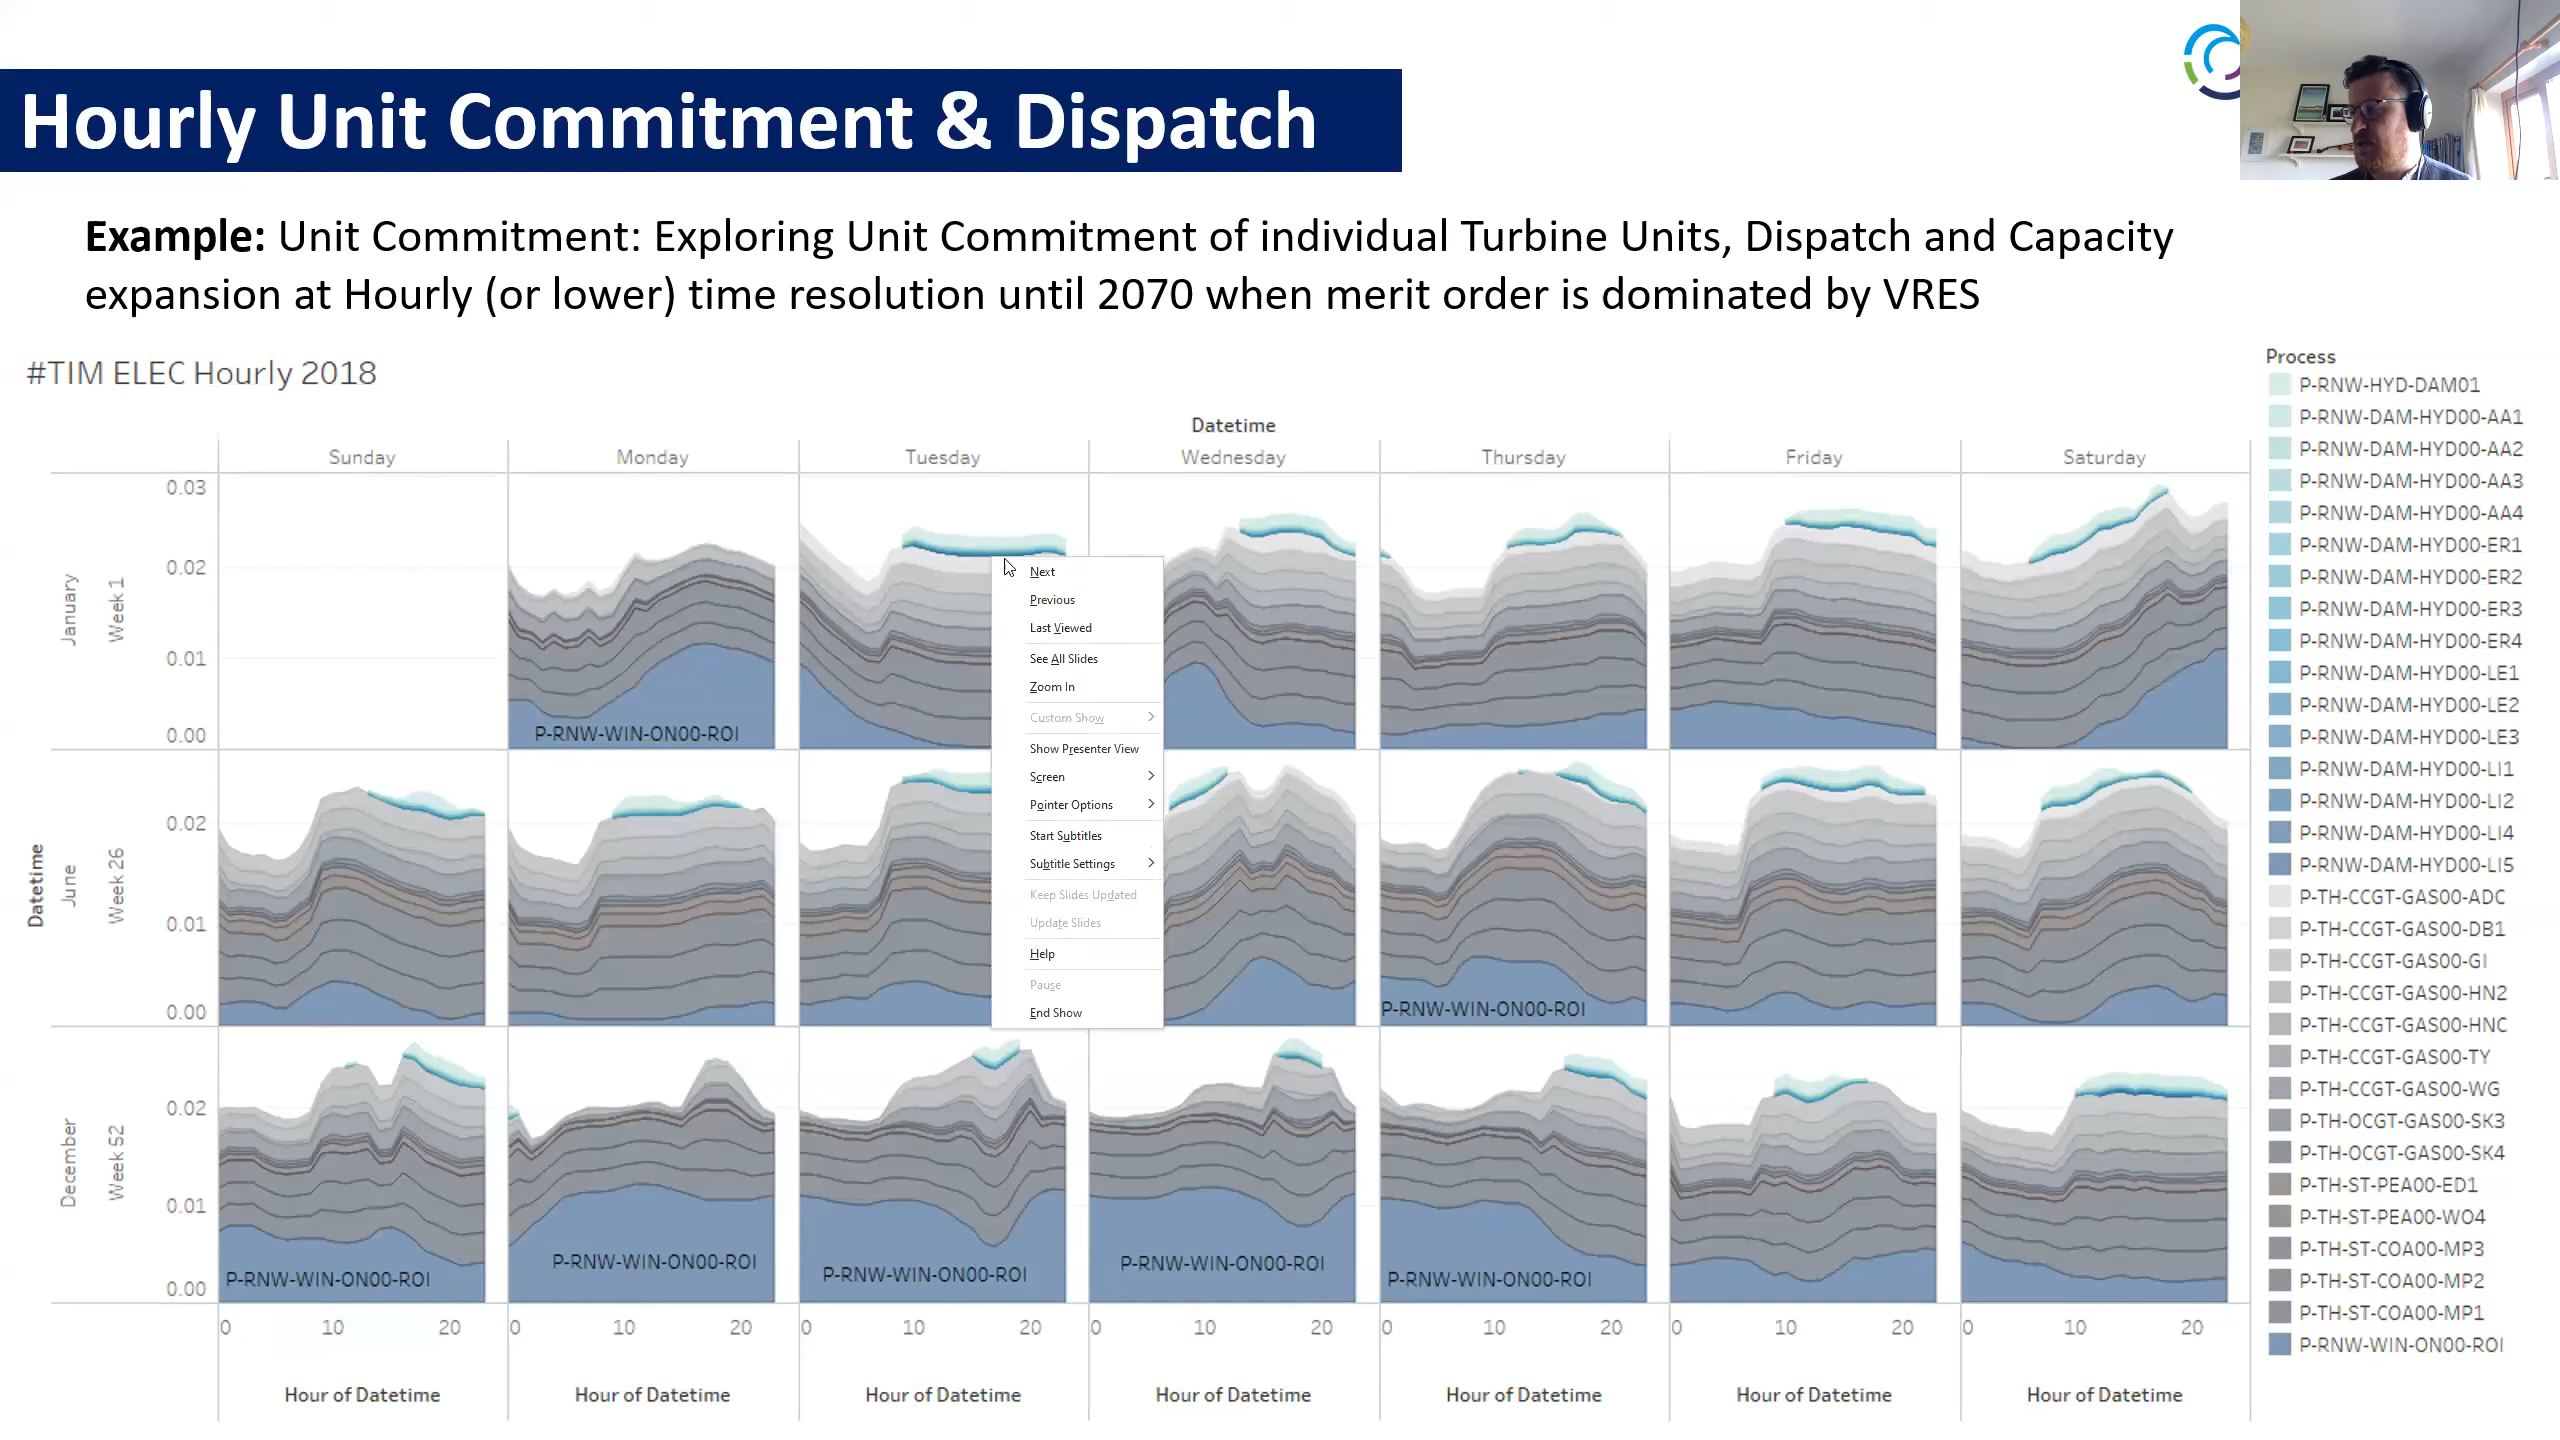 Hourly Unit Commitment & Dispatch
Example: Unit Commitment: Exploring Unit Commitment of individual Turbine Units, Dispatch and Capacity
expansion at Hourly (or lower) time resolution until 2070 when merit order is dominated by VRES
#TIM ELEC Hourly 2018
Datetime
Sunday
Monday
Tuesday
Wednesday
Thursday
Friday
Saturday
Datetime
January
Week 1
0.03
0.02
0.01
0.00
P-RNW-WIN-ON00-ROI
June
Week 26
0.02
0.01
0.00
P-RNW-WIN-ON00-ROI
December
Week 52
0.02
0.01
0.00
P-RNW-WIN-ON00-ROI
P-RNW-WIN-ON00-ROI
P-RNW-WIN-ON00-ROI
P-RNW-WIN-ON00-ROI
P-RNW-WIN-ON00-ROI
0 10 20
0 10 20
0 10 20
0 10 20
0 10 20
0 10 20
0 10 20
Hour of Datetime
Hour of Datetime
Hour of Datetime
Hour of Datetime
Hour of Datetime
Hour of Datetime
Hour of Datetime
Next
Previous
Last Viewed
See All Slides
Zoom In
Custom Show
Show Presenter View
Screen
Pointer Options
Start Subtitles
Subtitle Settings
Keep Slides Updated
Update Slides
Help
Pause
End Show
Process
P-RNW-HYD-DAM01
P-RNW-DAM-HYD00-AA1
P-RNW-DAM-HYD00-AA2
P-RNW-DAM-HYD00-AA3
P-RNW-DAM-HYD00-AA4
P-RNW-DAM-HYD00-ER1
P-RNW-DAM-HYD00-ER2
P-RNW-DAM-HYD00-ER3
P-RNW-DAM-HYD00-ER4
P-RNW-DAM-HYD00-LE1
P-RNW-DAM-HYD00-LE2
P-RNW-DAM-HYD00-LE3
P-RNW-DAM-HYD00-LI1
P-RNW-DAM-HYD00-LI2
P-RNW-DAM-HYD00-LI4
P-RNW-DAM-HYD00-LI5
P-TH-CCGT-GAS00-ADC
P-TH-CCGT-GAS00-DB1
P-TH-CCGT-GAS00-GI
P-TH-CCGT-GAS00-HN2
P-TH-CCGT-GAS00-HNC
P-TH-CCGT-GAS00-TY
P-TH-CCGT-GAS00-WG
P-TH-OCGT-GAS00-SK3
P-TH-OCGT-GAS00-SK4
P-TH-ST-PEA00-ED1
P-TH-ST-PEA00-WO4
P-TH-ST-COA00-MP3
P-TH-ST-COA00-MP2
P-TH-ST-COA00-MP1
P-RNW-WIN-ON00-ROI